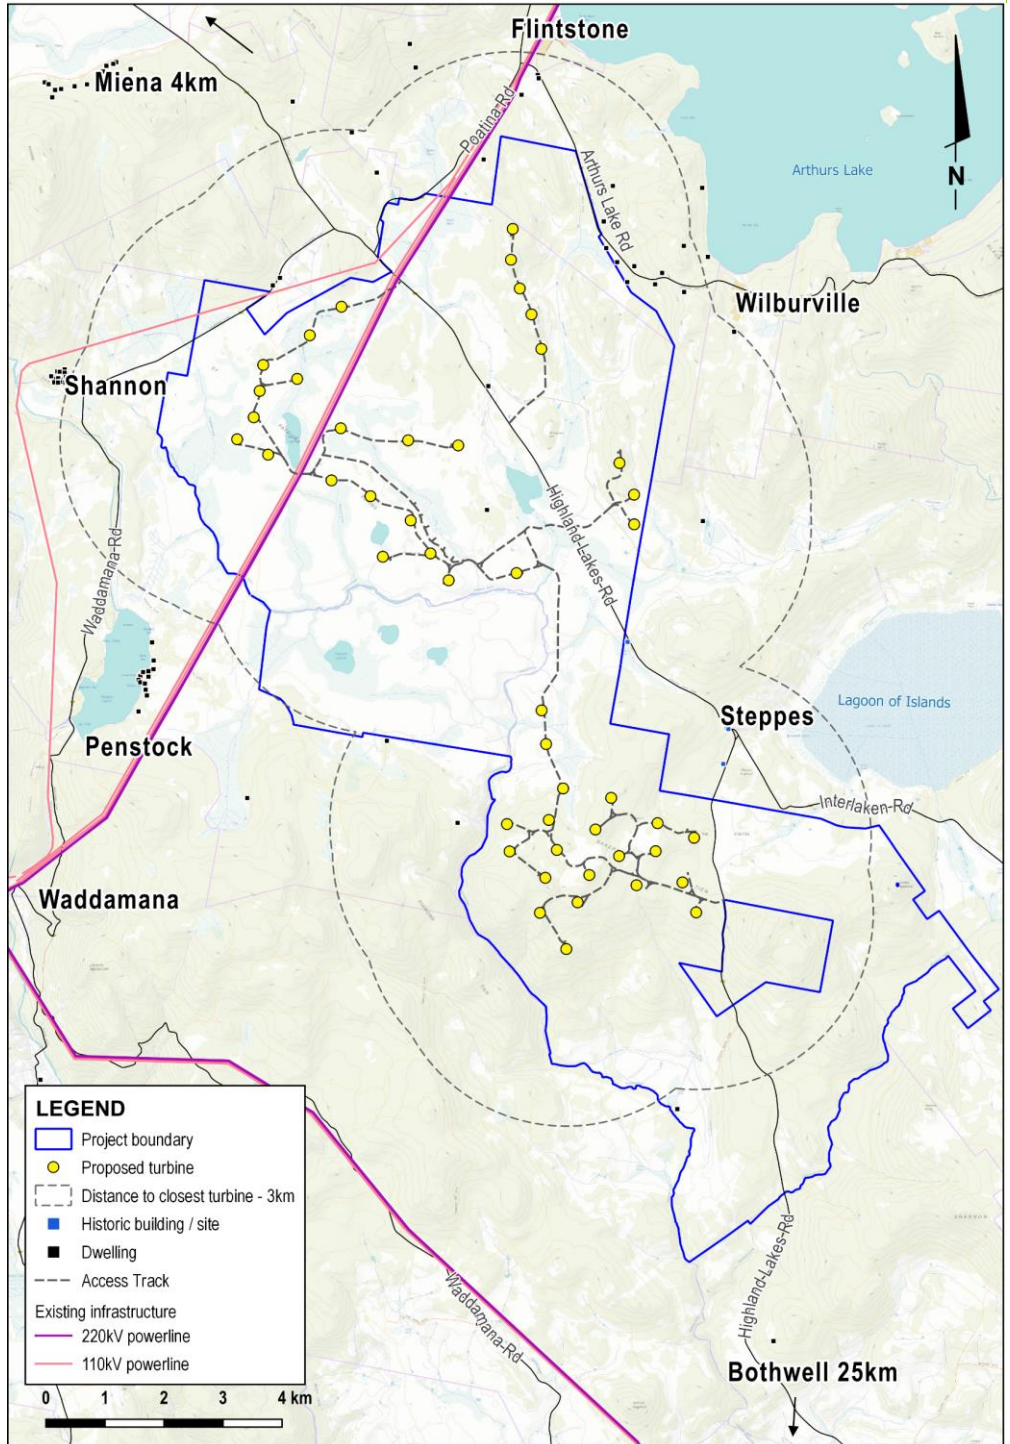 Flintstone
Miena 4km
Poatina Rd
Arthurs Lake Rd
Arthurs Lake
N
Wilburville
Shannon
Highland-Lakes-Rd
Waddamana-Rd
Lagoon of Islands
Steppes
Penstock
Interlaken-Rd
Waddamana
LEGEND
Project boundary
Proposed turbine
Distance to closest turbine - 3km
Historic building / site
Dwelling
Access Track
Existing infrastructure
220kV powerline
110kV powerline
0 1 2 3 4 km
Waddamana-Rd
Highland-Lakes-Rd
Bothwell 25km